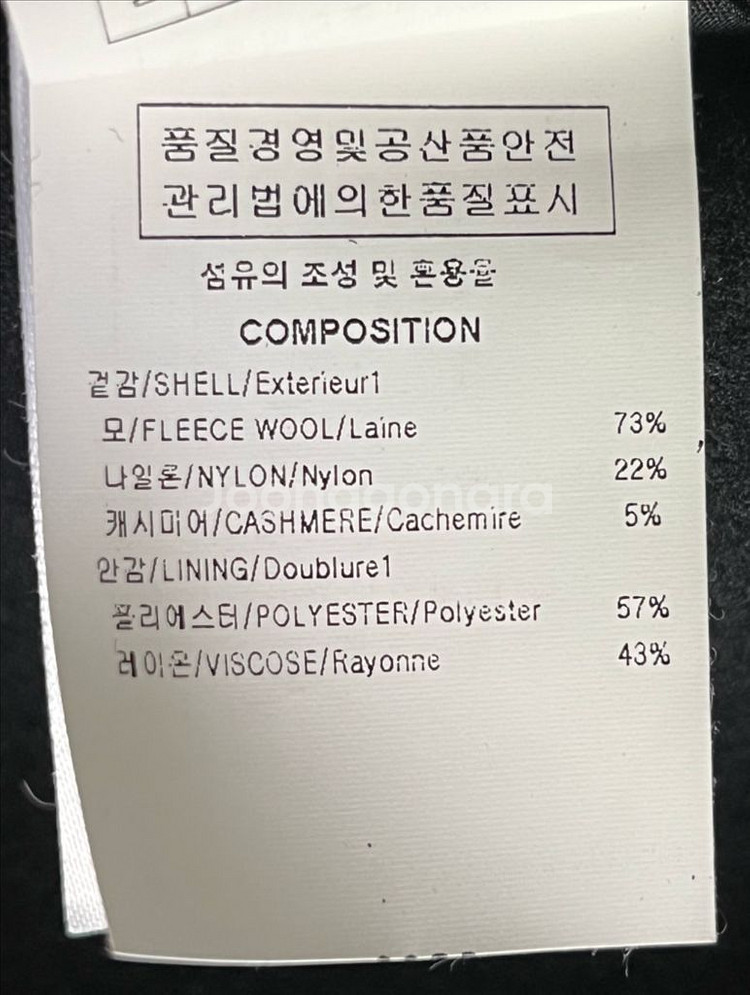 품질경영및공산품안전
관리법에의한품질표시
섬유의 조성 및 혼용율
COMPOSITION
겉감/SHELL/Exterieur1
모/FLEECE WOOL/Laine 73%
나일론/NYLON/Nylon 22%
캐시미어/CASHMERE/Cachemire 5%
안감/LINING/Doublure1
폴리에스터/POLYESTER/Polyester 57%
레이온/VISCOSE/Rayonne 43%